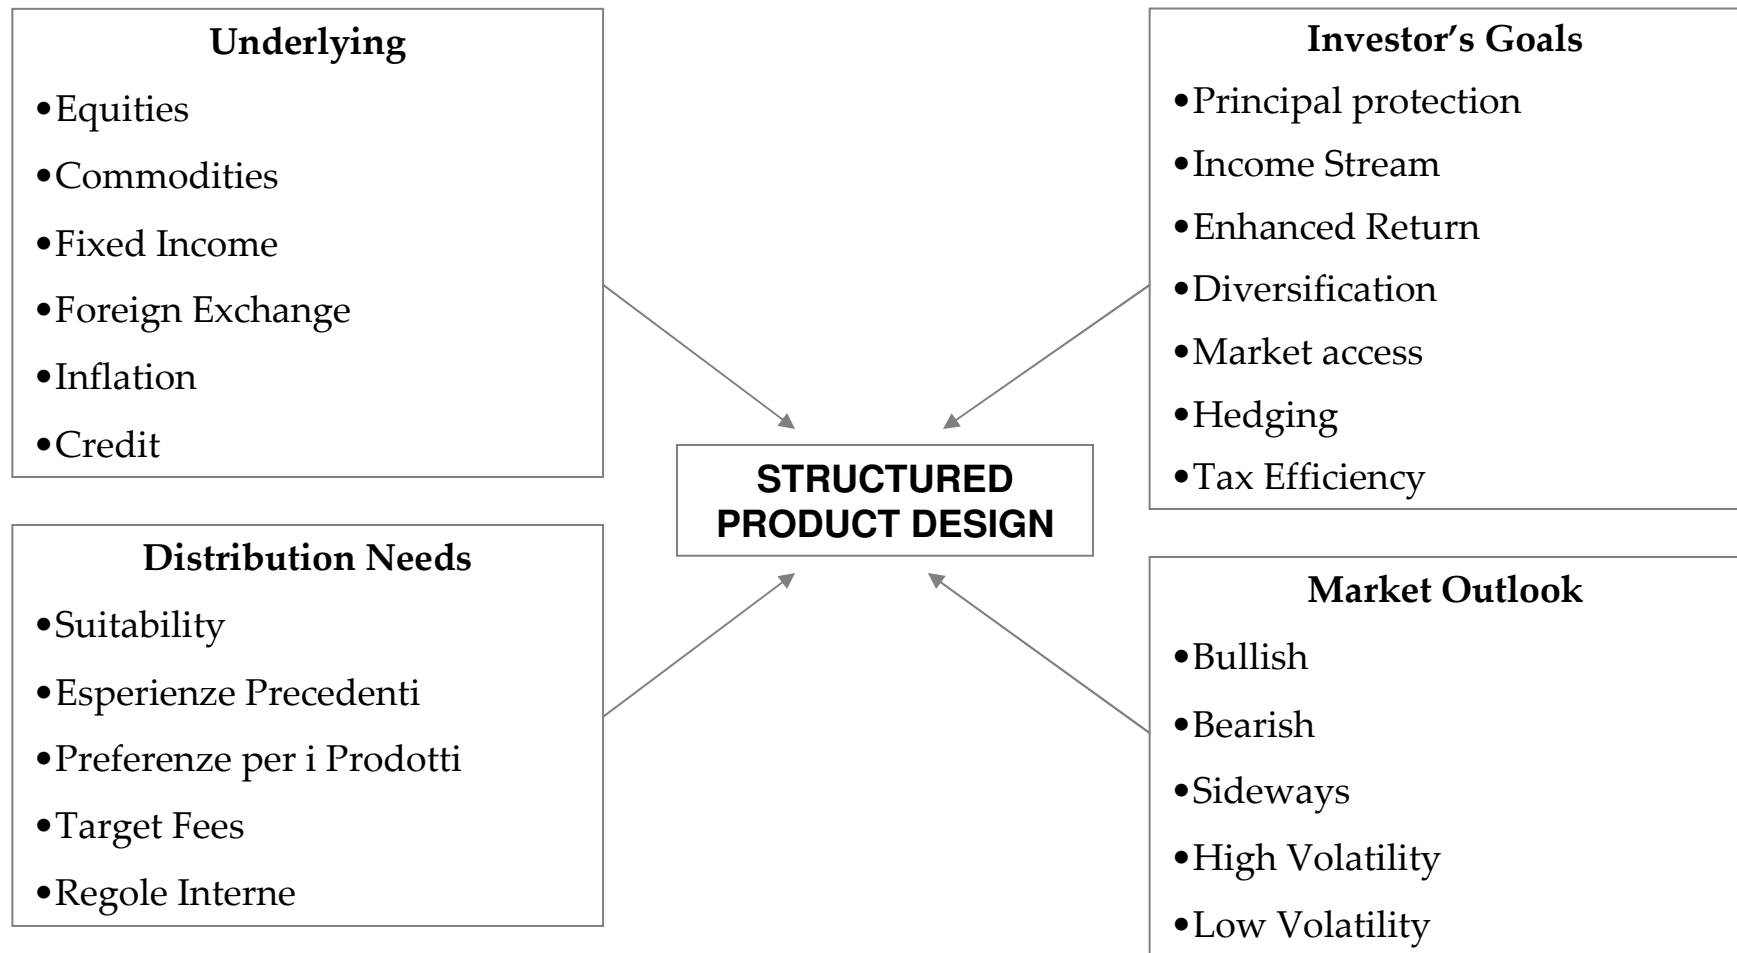 Underlying
•Equities
•Commodities
•Fixed Income
•Foreign Exchange
•Inflation
•Credit
Investor’s Goals
•Principal protection
•Income Stream
•Enhanced Return
•Diversification
•Market access
•Hedging
•Tax Efficiency
STRUCTURED
PRODUCT DESIGN
Distribution Needs
•Suitability
•Esperienze Precedenti
•Preferenze per i Prodotti
•Target Fees
•Regole Interne
Market Outlook
•Bullish
•Bearish
•Sideways
•High Volatility
•Low Volatility